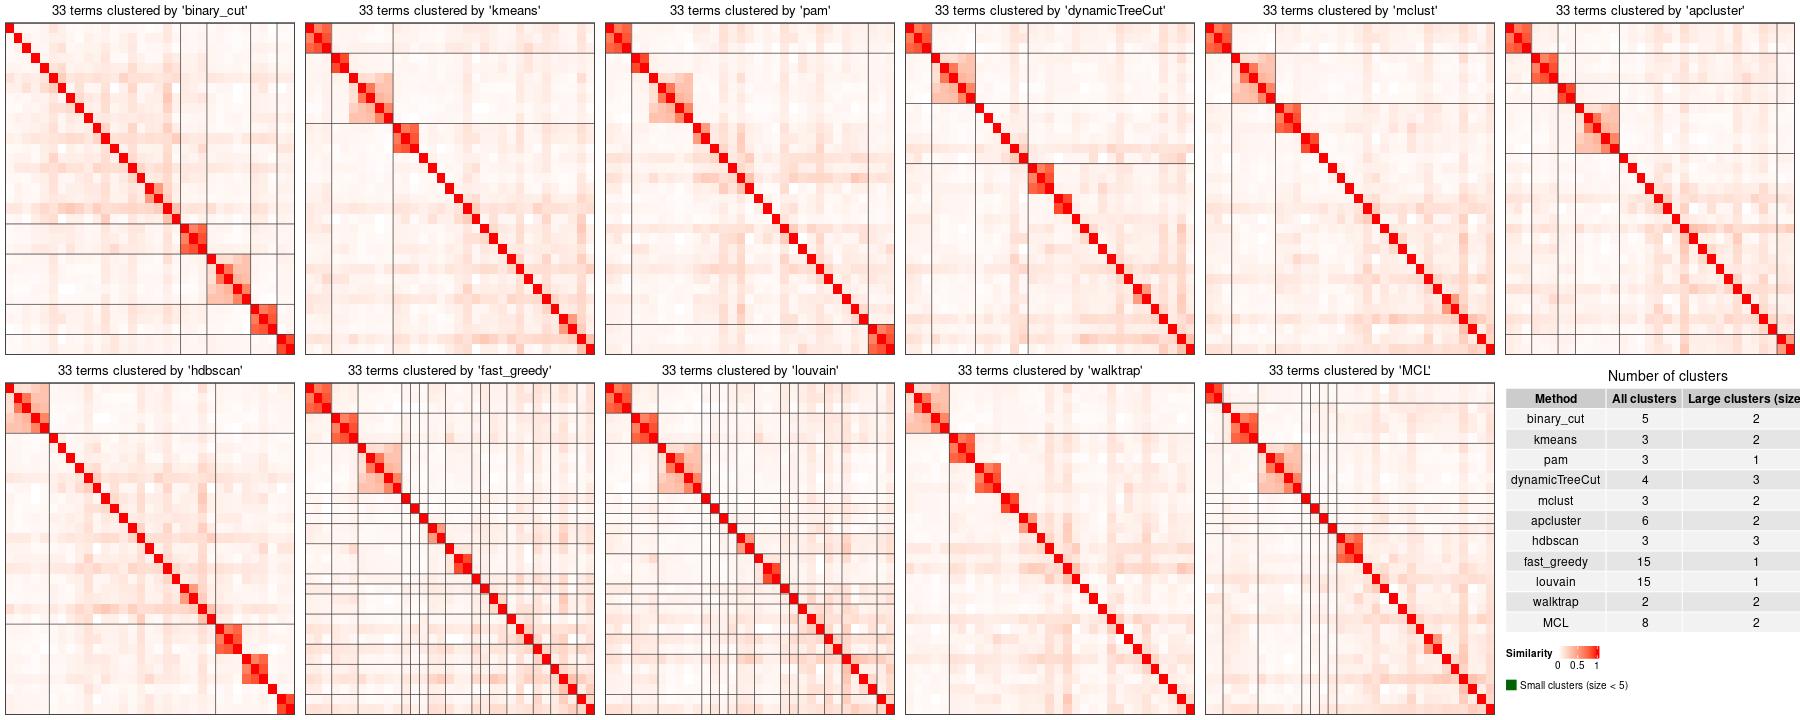 33 terms clustered by 'binary_cut'
33 terms clustered by 'kmeans'
33 terms clustered by 'pam'
33 terms clustered by 'dynamicTreeCut'
33 terms clustered by 'mclust'
33 terms clustered by 'apcluster'
33 terms clustered by 'hdbscan'
33 terms clustered by 'fast_greedy'
33 terms clustered by 'louvain'
33 terms clustered by 'walktrap'
33 terms clustered by 'MCL'
Number of clusters
Method All clusters Large clusters (size
binary_cut 5 2
kmeans 3 2
pam 3 1
dynamicTreeCut 4 3
mclust 3 2
apcluster 6 2
hdbscan 3 3
fast_greedy 15 1
louvain 15 1
walktrap 2 2
MCL 8 2
Similarity
0 0.5 1
Small clusters (size < 5)